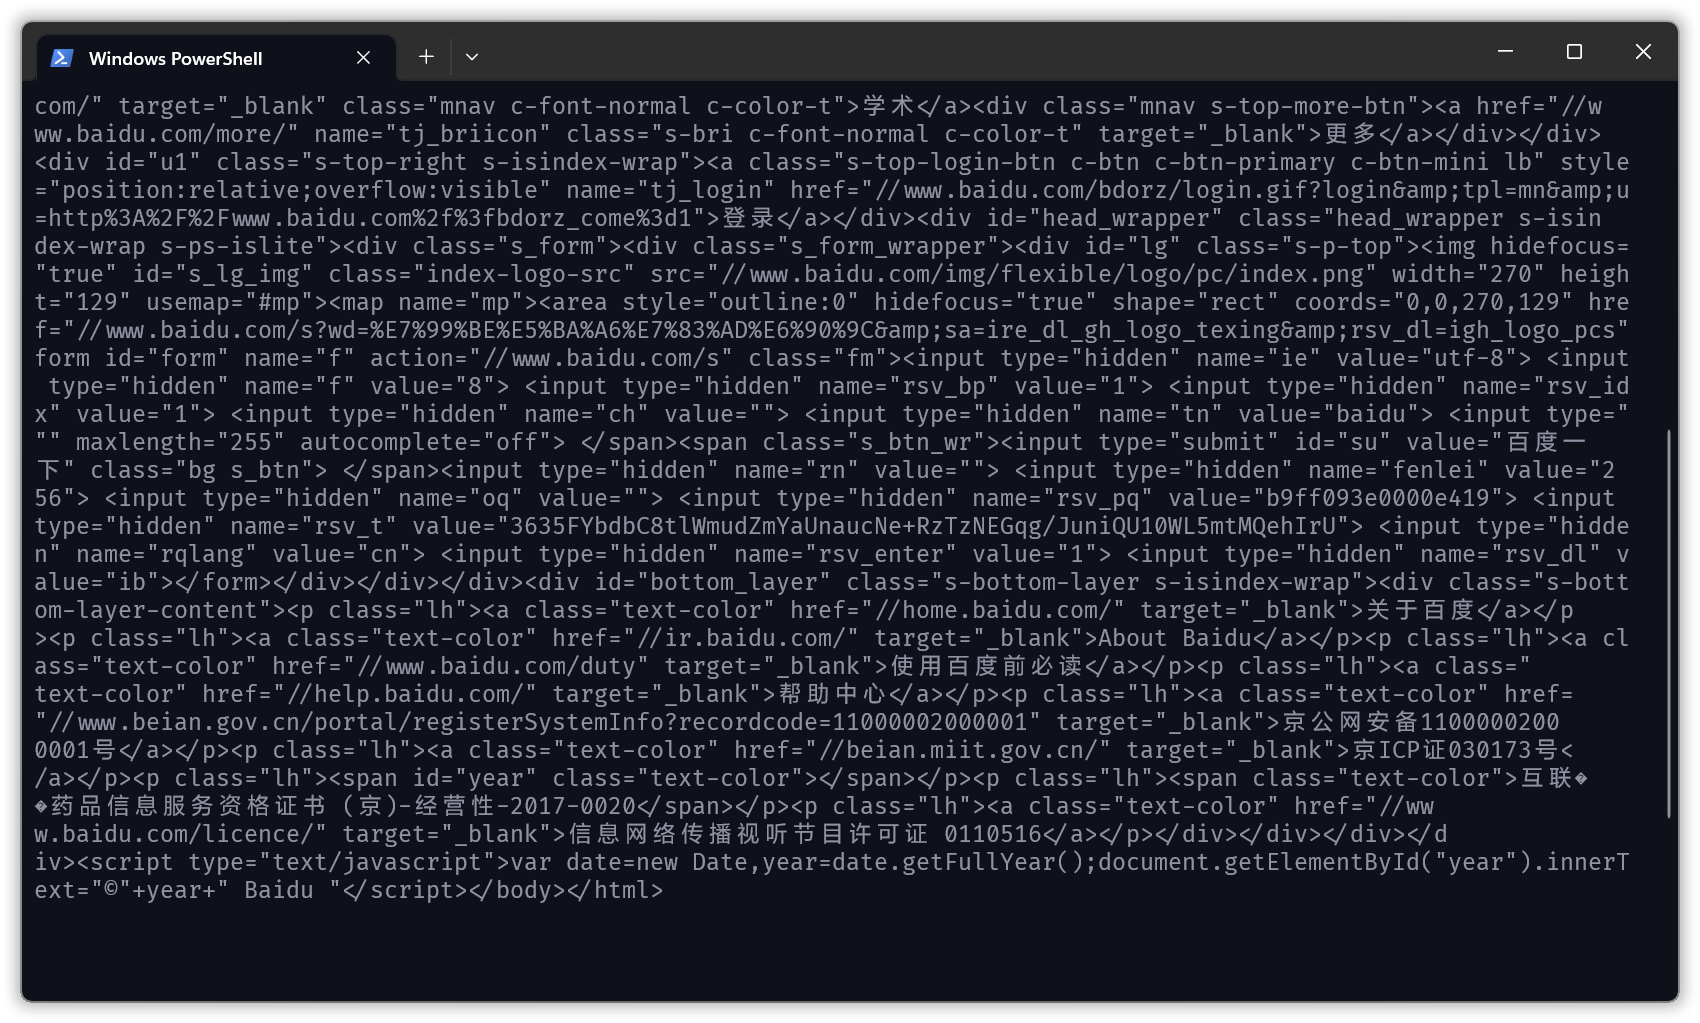 Windows PowerShell
com/" target="_blank" class="mnav c-font-normal c-color-t">学术</a><div class="mnav s-top-more-btn"><a href="//w
ww.baidu.com/more/" name="tj_briicon" class="s-bri c-font-normal c-color-t" target="_blank">更多</a></div></div>
<div id="u1" class="s-top-right s-isindex-wrap"><a class="s-top-login-btn c-btn c-btn-primary c-btn-mini lb" style
="position:relative;overflow:visible" name="tj_login" href="//www.baidu.com/bdorz/login.gif?login&amp;tpl=mn&amp;u
=http%3A%2F%2Fwww.baidu.com%2f%3fbdorz_come%3d1">登录</a></div><div id="head_wrapper" class="head_wrapper s-isin
dex-wrap s-ps-islite"><div class="s_form"><div class="s_form_wrapper"><div id="lg" class="s-p-top"><img hidefocus=
"true" id="s_lg_img" class="index-logo-src" src="//www.baidu.com/img/flexible/logo/pc/index.png" width="270" heigh
t="129" usemap="#mp"><map name="mp"><area style="outline:0" hidefocus="true" shape="rect" coords="0,0,270,129" hre
f="//www.baidu.com/s?wd=%E7%99%BE%E5%BA%A6%E7%83%AD%E6%90%9C&amp;sa=ire_dl_gh_logo_texing&amp;rsv_dl=igh_logo_pcs"
form id="form" name="f" action="//www.baidu.com/s" class="fm"><input type="hidden" name="ie" value="utf-8"> <input
 type="hidden" name="f" value="8"> <input type="hidden" name="rsv_bp" value="1"> <input type="hidden" name="rsv_id
x" value="1"> <input type="hidden" name="ch" value=""> <input type="hidden" name="tn" value="baidu"> <input type="
"" maxlength="255" autocomplete="off"> </span><span class="s_btn_wr"><input type="submit" id="su" value="百度一
下" class="bg s_btn"> </span><input type="hidden" name="rn" value=""> <input type="hidden" name="fenlei" value="2
56"> <input type="hidden" name="oq" value=""> <input type="hidden" name="rsv_pq" value="b9ff093e0000e419"> <input
type="hidden" name="rsv_t" value="3635FYbdbC8tlWmudZmYaUnaucNe+RzTzNEGqg/JuniQU10WL5mtMQehIrU"> <input type="hidde
n" name="rqlang" value="cn"> <input type="hidden" name="rsv_enter" value="1"> <input type="hidden" name="rsv_dl" v
alue="ib"></form></div></div></div><div id="bottom_layer" class="s-bottom-layer s-isindex-wrap"><div class="s-bott
om-layer-content"><p class="lh"><a class="text-color" href="//home.baidu.com/" target="_blank">关于百度</a></p
><p class="lh"><a class="text-color" href="//ir.baidu.com/" target="_blank">About Baidu</a></p><p class="lh"><a cl
ass="text-color" href="//www.baidu.com/duty" target="_blank">使用百度前必读</a></p><p class="lh"><a class="
text-color" href="//help.baidu.com/" target="_blank">帮助中心</a></p><p class="lh"><a class="text-color" href=
"//www.beian.gov.cn/portal/registerSystemInfo?recordcode=11000002000001" target="_blank">京公网安备1100000200
0001号</a></p><p class="lh"><a class="text-color" href="//beian.miit.gov.cn/" target="_blank">京ICP证030173号<
/a></p><p class="lh"><span id="year" class="text-color"></span></p><p class="lh"><span class="text-color">互联�
�药品信息服务资格证书 (京)-经营性-2017-0020</span></p><p class="lh"><a class="text-color" href="//ww
w.baidu.com/licence/" target="_blank">信息网络传播视听节目许可证 0110516</a></p></div></div></div></d
iv><script type="text/javascript">var date=new Date,year=date.getFullYear();document.getElementById("year").innerT
ext="©"+year+" Baidu "</script></body></html>